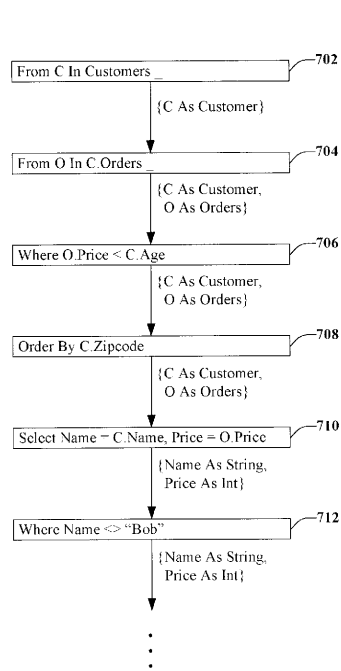 702
From C In Customers _
{C As Customer}
704
From O In C.Orders _
{C As Customer,
O As Orders}
706
Where O.Price < C.Age
{C As Customer,
O As Orders}
708
Order By C.Zipcode
{C As Customer,
O As Orders}
710
Select Name = C.Name, Price = O.Price
{Name As String,
Price As Int}
712
Where Name <> “Bob”
{Name As String,
Price As Int}